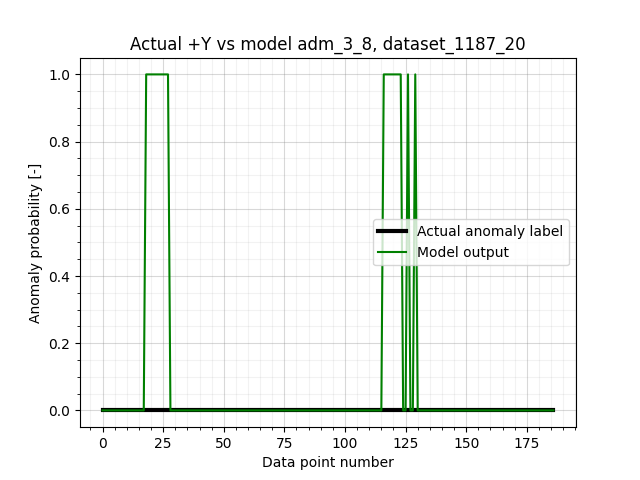 Actual +Y vs model adm_3_8, dataset_1187_20
1.0
0.8
0.6
0.4
0.2
0.0
Anomaly probability [-]
Actual anomaly label
Model output
0 25 50 75 100 125 150 175
Data point number